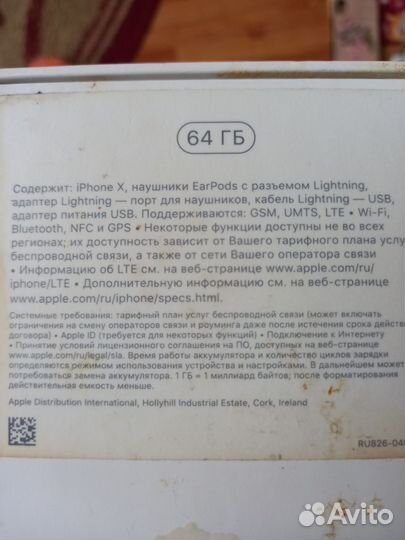 64 ГБ
Содержит: iPhone X, наушники EarPods с разъемом Lightning,
адаптер Lightning — порт для наушников, кабель Lightning — USB,
адаптер питания USB. Поддерживаются: GSM, UMTS, LTE • Wi-Fi,
Bluetooth, NFC и GPS • Некоторые функции доступны не во всех
регионах; их доступность зависит от Вашего тарифного плана услу
беспроводной связи, а также от сети Вашего оператора связи
• Информацию об LTE см. на веб-странице www.apple.com/ru/
iphone/LTE • Дополнительную информацию см. на веб-странице
www.apple.com/ru/iphone/specs.html.
Системные требования: тарифный план услуг беспроводной связи (может включать
ограничения на смену операторов связи и роуминга даже после истечения срока дейст
договора) • Apple ID (требуется для некоторых функций) • Подключение к Интернету
• Принятие условий лицензионного соглашения на ПО, доступных на веб-странице
www.apple.com/ru/legal/sla. Время работы аккумулятора и количество циклов зарядки
определяются режимом использования устройства и настройками. В дальнейшем может
потребоваться замена аккумулятора. 1 ГБ = 1 миллиард байтов; после форматирования
действительная емкость меньше.
Apple Distribution International, Hollyhill Industrial Estate, Cork, Ireland
RU826-04
Avito